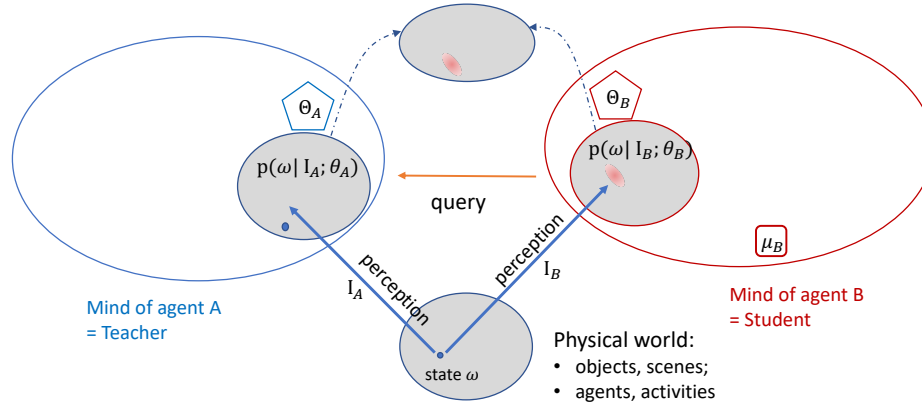 Θ_A
Θ_B
p(ω| I_A; θ_A)
p(ω| I_B; θ_B)
query
μ_B
perception
I_A
perception
I_B
Mind of agent A
= Teacher
Mind of agent B
= Student
state ω
Physical world:
• objects, scenes;
• agents, activities